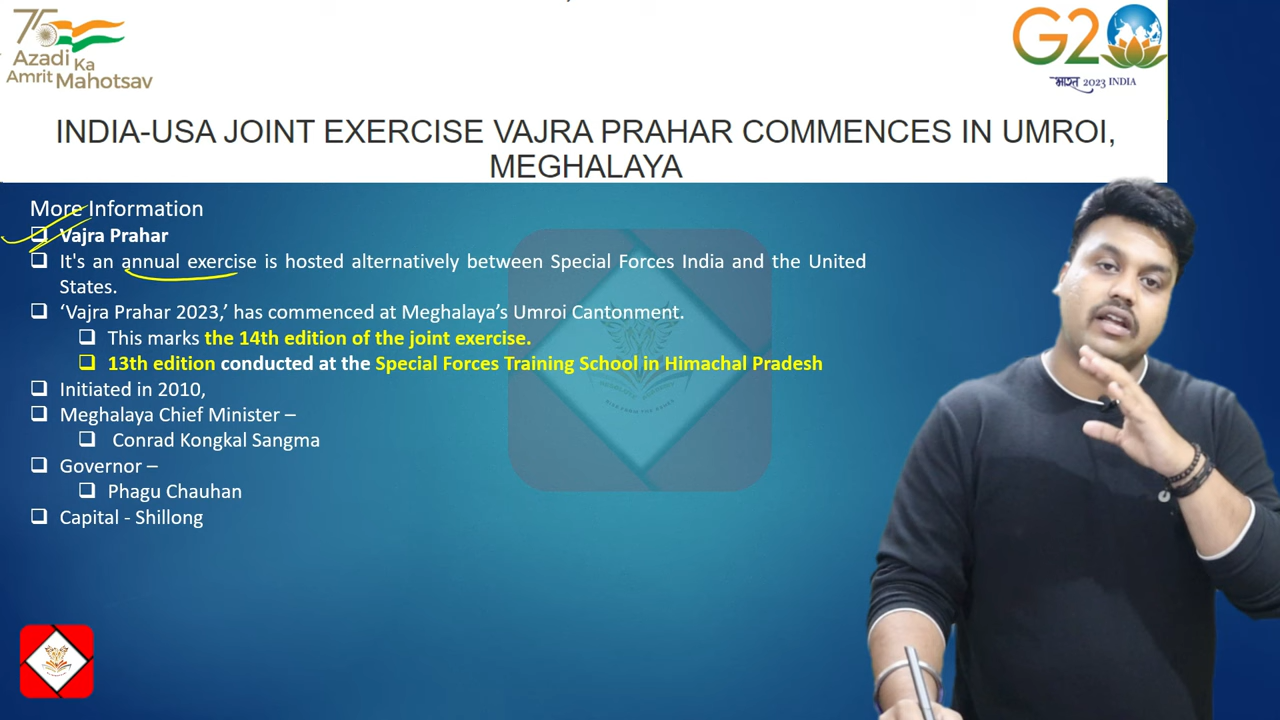 75
Azadi
Ka
Amrit Mahotsav
G20
भारत 2023 INDIA
INDIA-USA JOINT EXERCISE VAJRA PRAHAR COMMENCES IN UMROI,
MEGHALAYA
More Information
Vajra Prahar
It's an annual exercise is hosted alternatively between Special Forces India and the United
States.
‘Vajra Prahar 2023,’ has commenced at Meghalaya’s Umroi Cantonment.
This marks the 14th edition of the joint exercise.
13th edition conducted at the Special Forces Training School in Himachal Pradesh
Initiated in 2010,
Meghalaya Chief Minister –
Conrad Kongkal Sangma
Governor –
Phagu Chauhan
Capital - Shillong